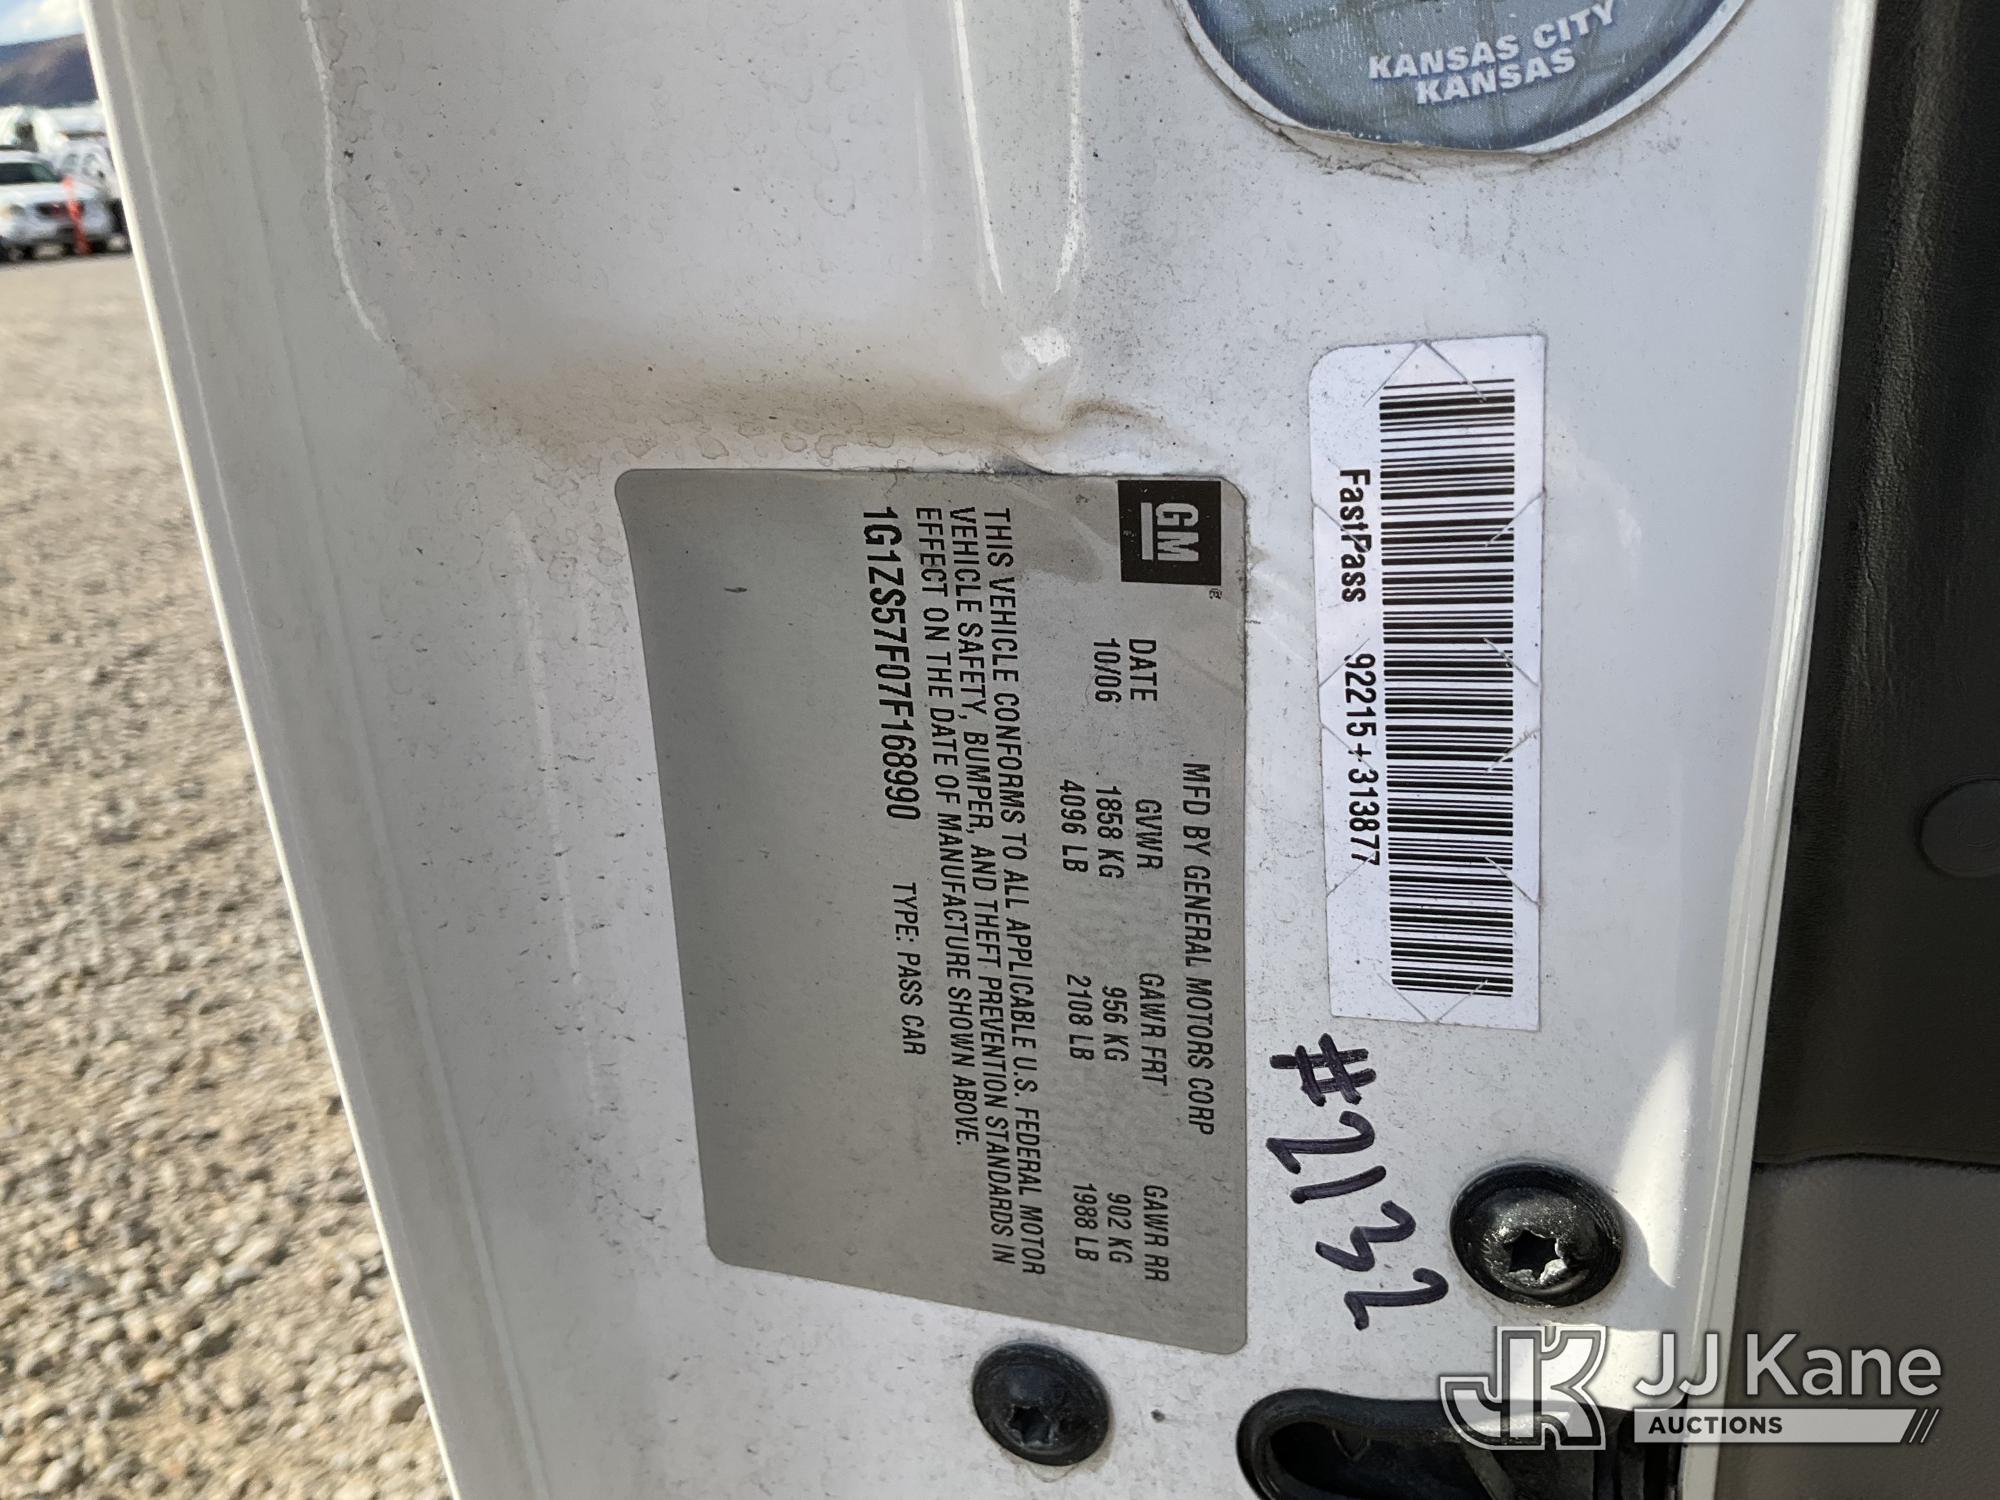 KANSAS CITY
KANSAS
FastPass 92215+313877
#2132
GM
MFD BY GENERAL MOTORS CORP
DATE GVWR GAWR FRT GAWR RR
10/06 1858 KG 956 KG 902 KG
4096 LB 2108 LB 1988 LB
THIS VEHICLE CONFORMS TO ALL APPLICABLE U.S. FEDERAL MOTOR
VEHICLE SAFETY, BUMPER, AND THEFT PREVENTION STANDARDS IN
EFFECT ON THE DATE OF MANUFACTURE SHOWN ABOVE.
1G1ZS57F07F168990 TYPE: PASS CAR
JK JJ Kane
AUCTIONS